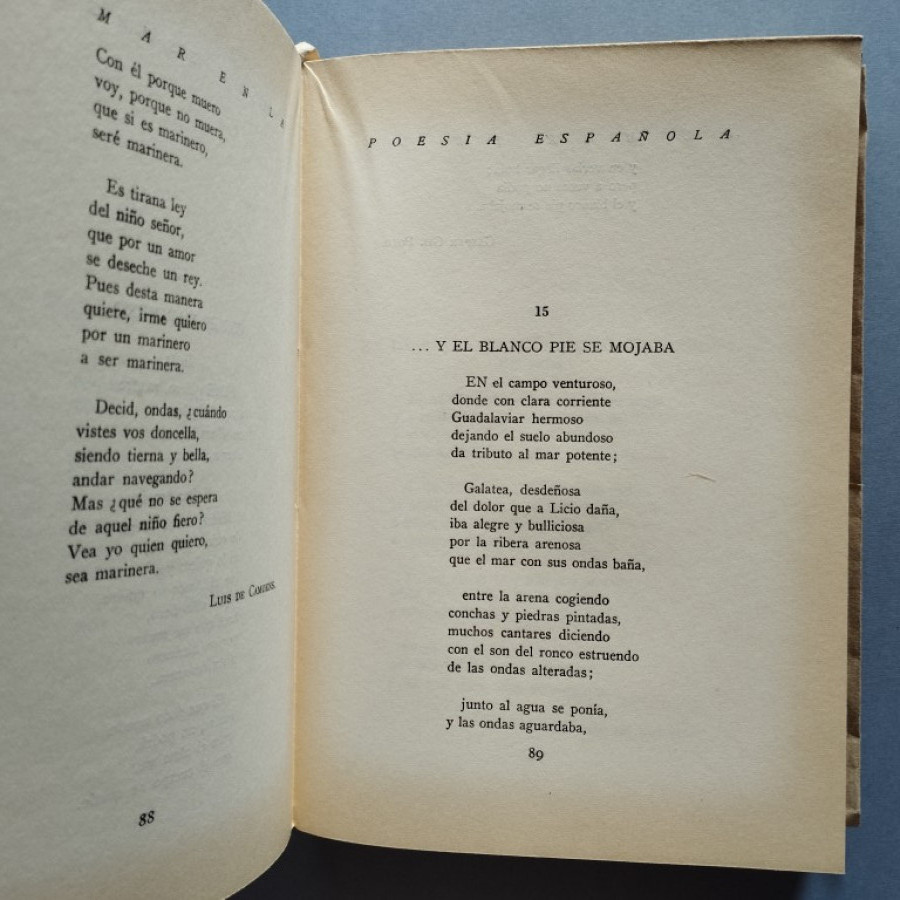 M A R E N L A
Con él porque muero
voy, porque no muera,
que si es marinero,
seré marinera.
Es tirana ley
del niño señor,
que por un amor
se deseche un rey.
Pues desta manera
quiere, irme quiero
por un marinero
a ser marinera.
Decid, ondas, ¿cuándo
vistes vos doncella,
siendo tierna y bella,
andar navegando?
Mas ¿qué no se espera
de aquel niño fiero?
Vea yo quien quiero,
sea marinera.
LUIS DE CAMOENS.
88
POESIA ESPAÑOLA
15
... Y EL BLANCO PIE SE MOJABA
EN el campo venturoso,
donde con clara corriente
Guadalaviar hermoso
dejando el suelo abundoso
da tributo al mar potente;
Galatea, desdeñosa
del dolor que a Licio daña,
iba alegre y bulliciosa
por la ribera arenosa
que el mar con sus ondas baña,
entre la arena cogiendo
conchas y piedras pintadas,
muchos cantares diciendo
con el son del ronco estruendo
de las ondas alteradas;
junto al agua se ponía,
y las ondas aguardaba,
89